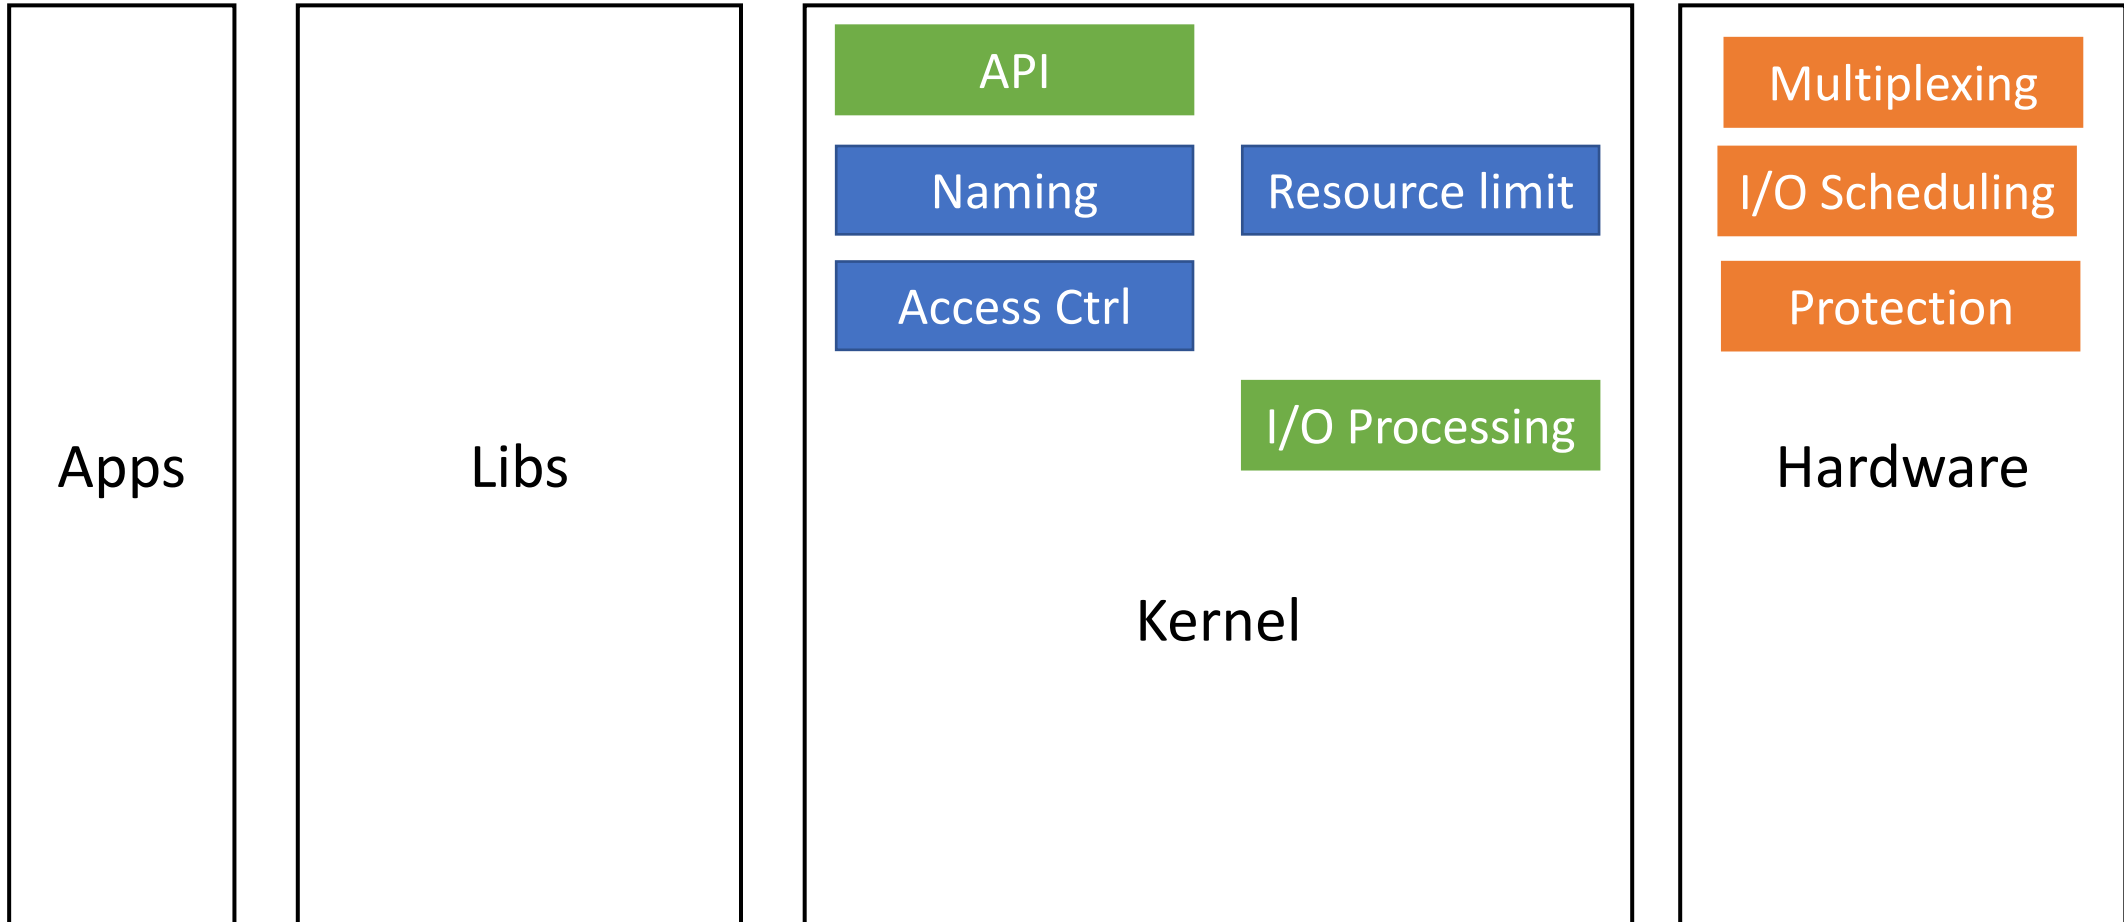 Apps
Libs
API
Naming
Resource limit
Access Ctrl
I/O Processing
Kernel
Multiplexing
I/O Scheduling
Protection
Hardware